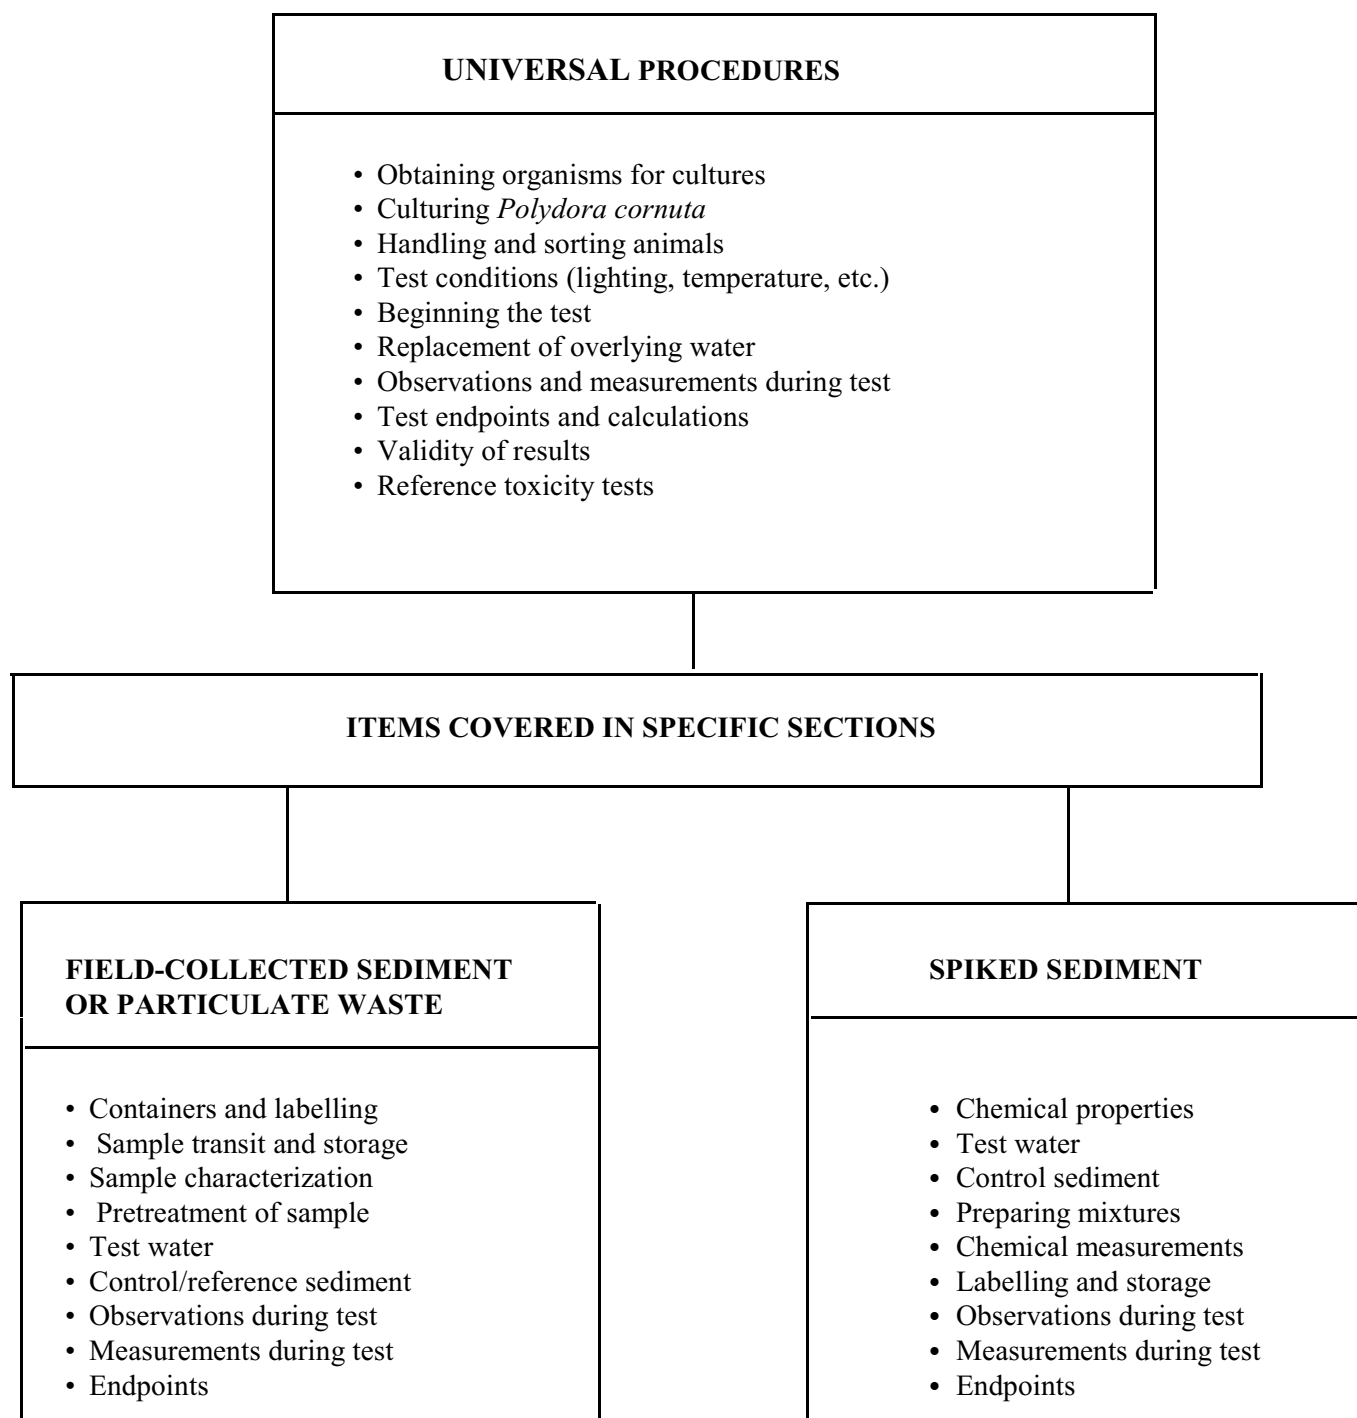 UNIVERSAL PROCEDURES
• Obtaining organisms for cultures
• Culturing Polydora cornuta
• Handling and sorting animals
• Test conditions (lighting, temperature, etc.)
• Beginning the test
• Replacement of overlying water
• Observations and measurements during test
• Test endpoints and calculations
• Validity of results
• Reference toxicity tests
ITEMS COVERED IN SPECIFIC SECTIONS
FIELD-COLLECTED SEDIMENT
OR PARTICULATE WASTE
• Containers and labelling
• Sample transit and storage
• Sample characterization
• Pretreatment of sample
• Test water
• Control/reference sediment
• Observations during test
• Measurements during test
• Endpoints
SPIKED SEDIMENT
• Chemical properties
• Test water
• Control sediment
• Preparing mixtures
• Chemical measurements
• Labelling and storage
• Observations during test
• Measurements during test
• Endpoints